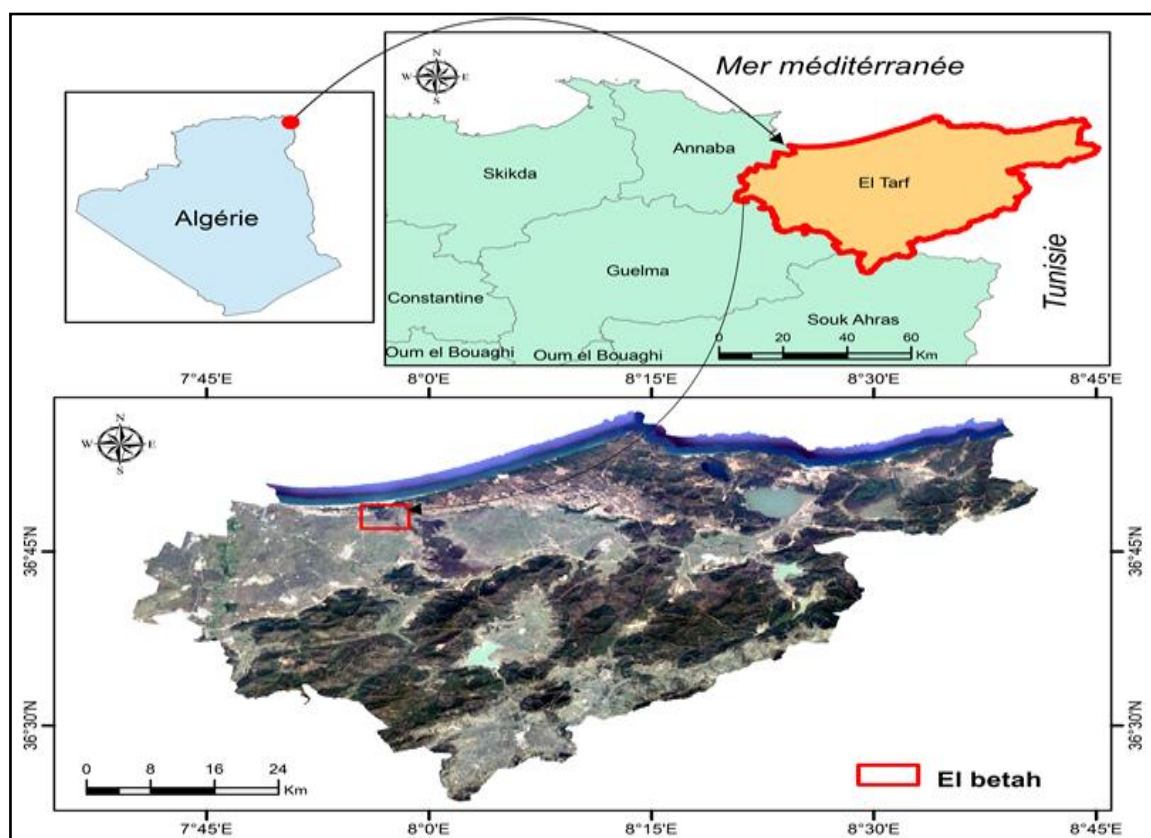 N
W E
S
Mer méditérranée
Annaba
Skikda
El Tarf
Algérie
Guelma
Tunisie
Constantine
Souk Ahras
0 20 40 60
Km
Oum el Bouaghi
Oum el Bouaghi
7°45'E
8°0'E
8°15'E
8°30'E
8°45'E
N
W E
S
36°45'N
36°45'N
36°30'N
36°30'N
0 8 16 24
Km
El betah
7°45'E
8°0'E
8°15'E
8°30'E
8°45'E